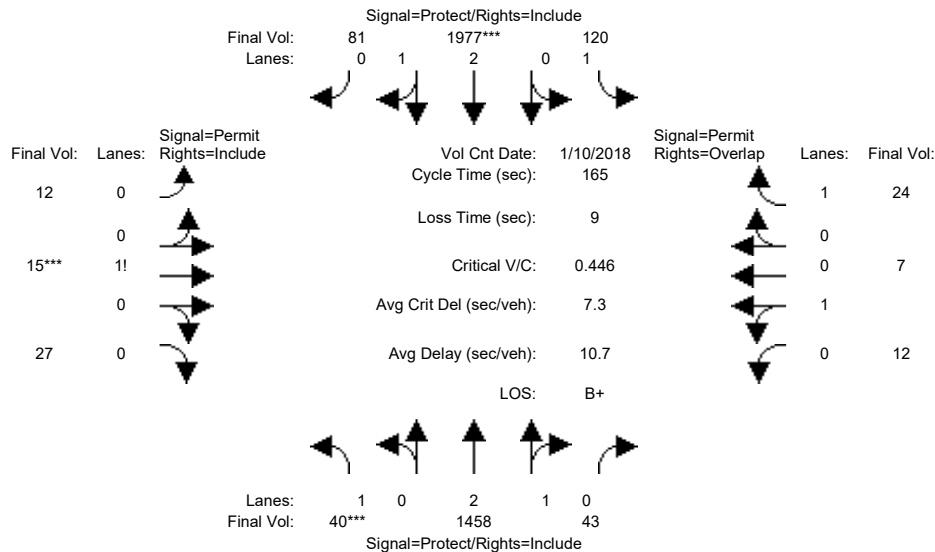 Signal=Protect/Rights=Include
Final Vol: 81 1977*** 120
Lanes: 0 1 2 0 1
Signal=Permit
Final Vol: Lanes: Rights=Include
Vol Cnt Date: 1/10/2018
Signal=Permit
Rights=Overlap Lanes: Final Vol:
Cycle Time (sec): 165
12 0
1 24
Loss Time (sec): 9
0
0
15*** 1!
Critical V/C: 0.446
0 7
0
Avg Crit Del (sec/veh): 7.3
1
27 0
Avg Delay (sec/veh): 10.7
0 12
LOS: B+
Lanes: 1 0 2 1 0
Final Vol: 40*** 1458 43
Signal=Protect/Rights=Include